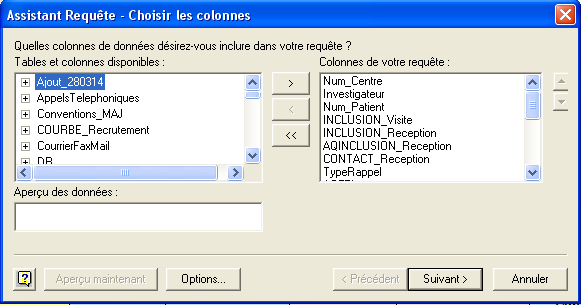 Assistant Requête - Choisir les colonnes
Quelles colonnes de données désirez-vous inclure dans votre requête ?
Tables et colonnes disponibles :
Ajout_280314
AppelsTelephoniques
Conventions_MAJ
COURBE_Recrutement
CourrierFaxMail
DR
>
<
<<
Colonnes de votre requête :
Num_Centre
Investigateur
Num_Patient
INCLUSION_Visite
INCLUSION_Reception
AQINCLUSION_Reception
CONTACT_Reception
TypeRappel
Aperçu des données :
?
Aperçu maintenant
Options...
< Précédent
Suivant >
Annuler